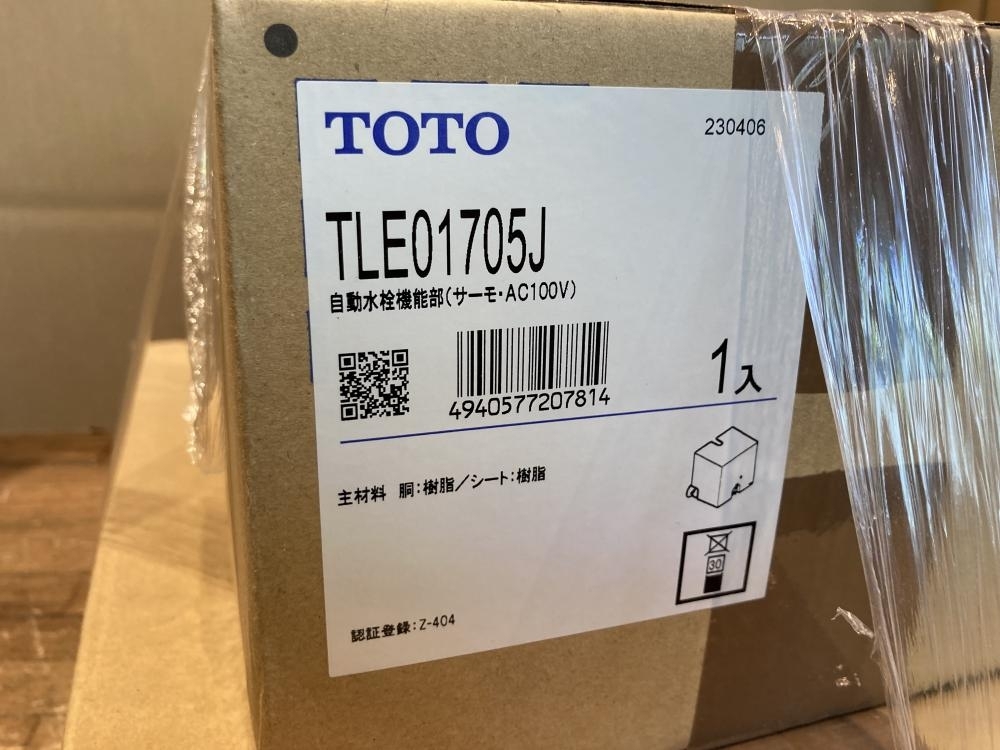 TOTO
230406
TLE01705J
自動水栓機能部(サーモ・AC100V)
4940577207814
1入
主材料 胴:樹脂/シート:樹脂
30
認証登録:Z-404